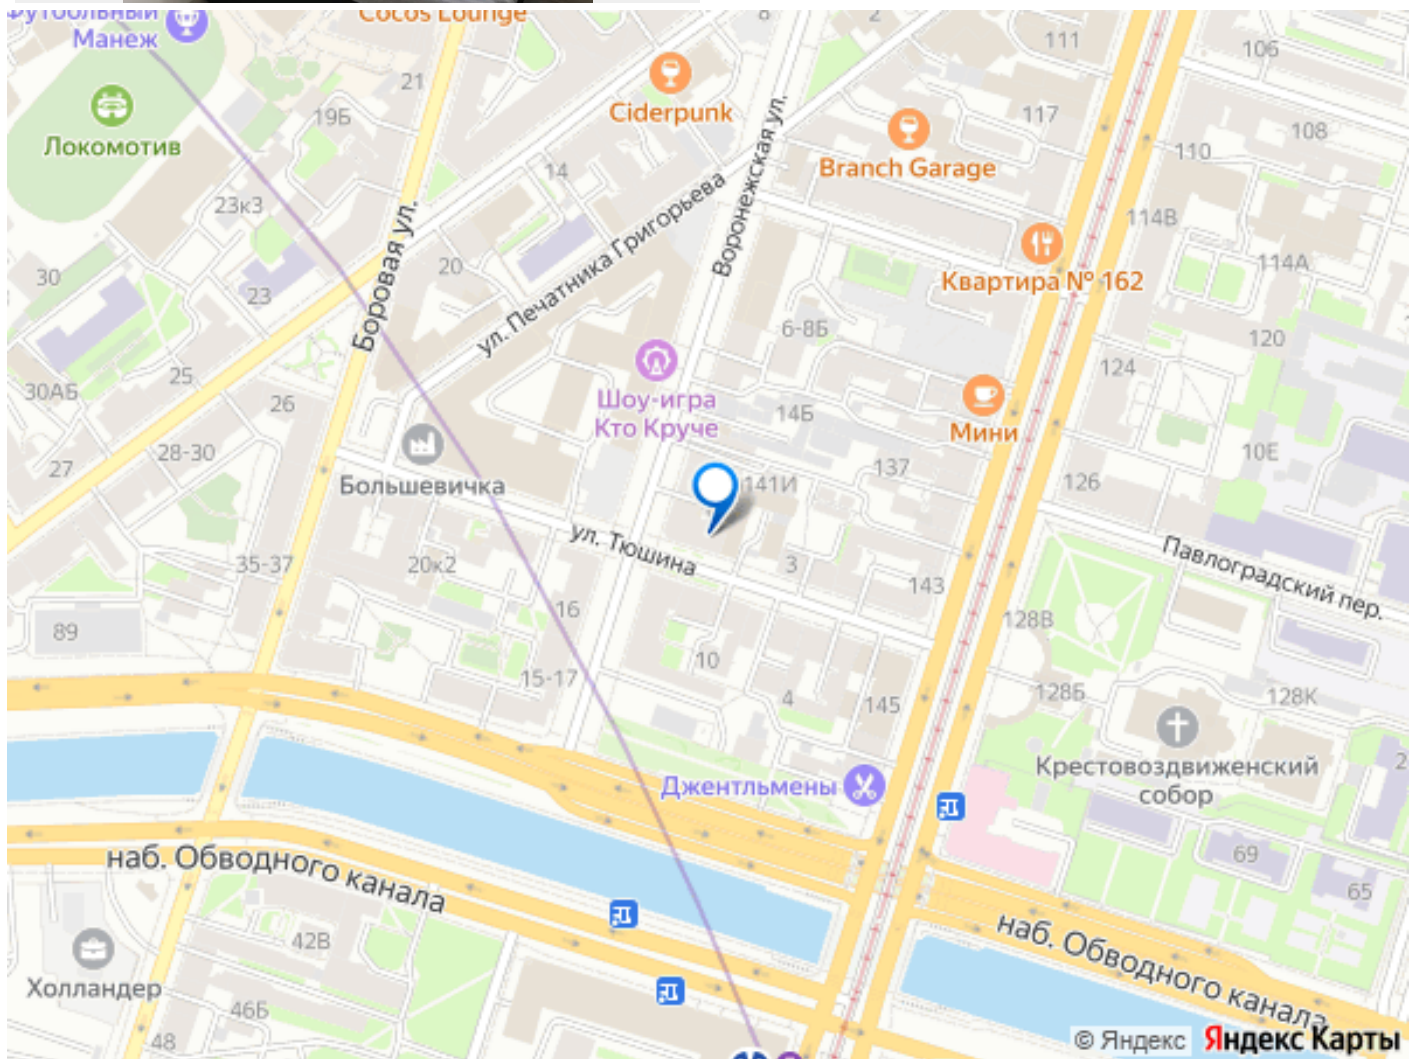 Футбольный
Манеж
Cocos Lounge
8
2
111
106
21
Ciderpunk
117
19Б
Локомотив
108
Branch Garage
110
14
Воронежская ул.
23к3
114В
ул. Печатника Григорьева
Боровая ул.
20
30
114А
Квартира № 162
23
6-8Б
120
124
25
30АБ
Шоу-игра
Кто Круче
26
14Б
Мини
28-30
10Е
27
137
Большевичка
141И
126
ул. Тюшина
Павлоградский пер.
35-37
20к2
3
143
16
128В
89
10
15-17
128Б
128К
4
145
Крестовоздвиженский
собор
2
Джентльмены
наб. Обводного канала
69
65
42В
наб. Обводного канала
Холландер
46Б
48
© Яндекс Яндекс Карты